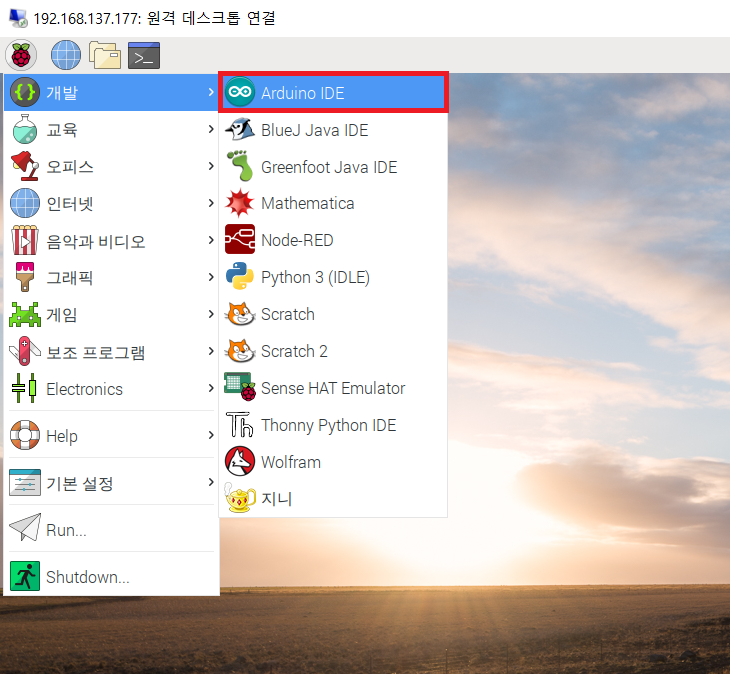 192.168.137.177: 원격 데스크톱 연결
개발
교육
오피스
인터넷
음악과 비디오
그래픽
게임
보조 프로그램
Electronics
Help
기본 설정
Run...
Shutdown...
Arduino IDE
BlueJ Java IDE
Greenfoot Java IDE
Mathematica
Node-RED
Python 3 (IDLE)
Scratch
Scratch 2
Sense HAT Emulator
Thonny Python IDE
Wolfram
지니